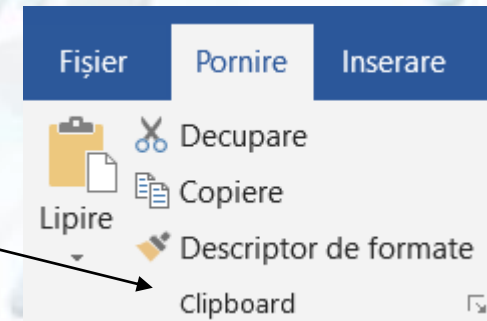 Fișier Pornire Inserare
Decupare
Copiere
Lipire
Descriptor de formate
Clipboard